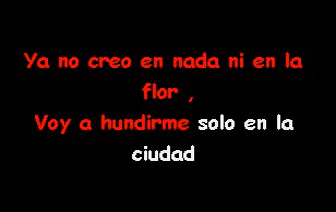 Ya no creo en nada ni en la
flor ,
Voy a hundirme solo en la
ciudad